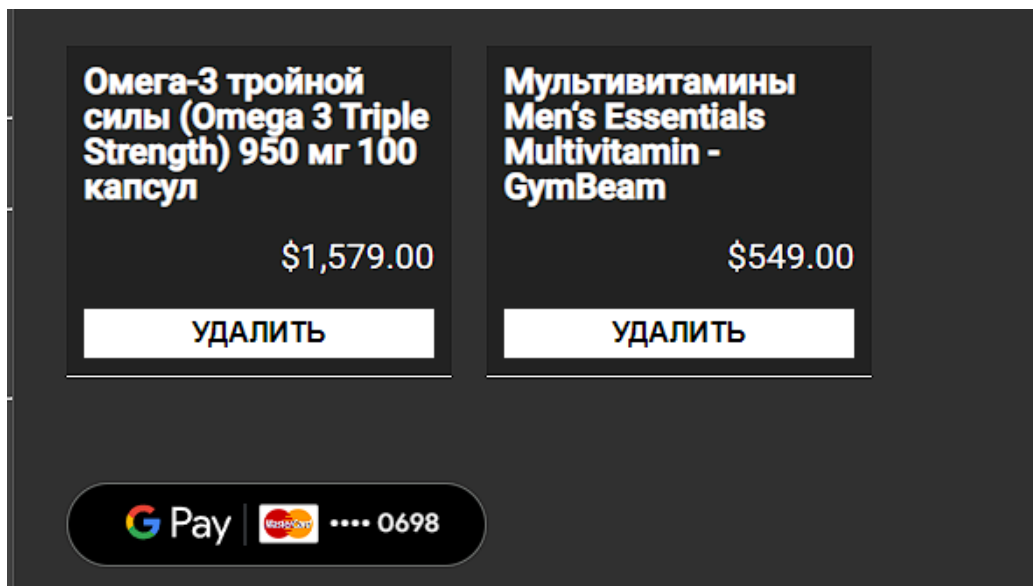 Омега-3 тройной
силы (Omega 3 Triple
Strength) 950 мг 100
капсул
$1,579.00
УДАЛИТЬ
Мультивитамины
Men‘s Essentials
Multivitamin -
GymBeam
$549.00
УДАЛИТЬ
G Pay MasterCard •••• 0698